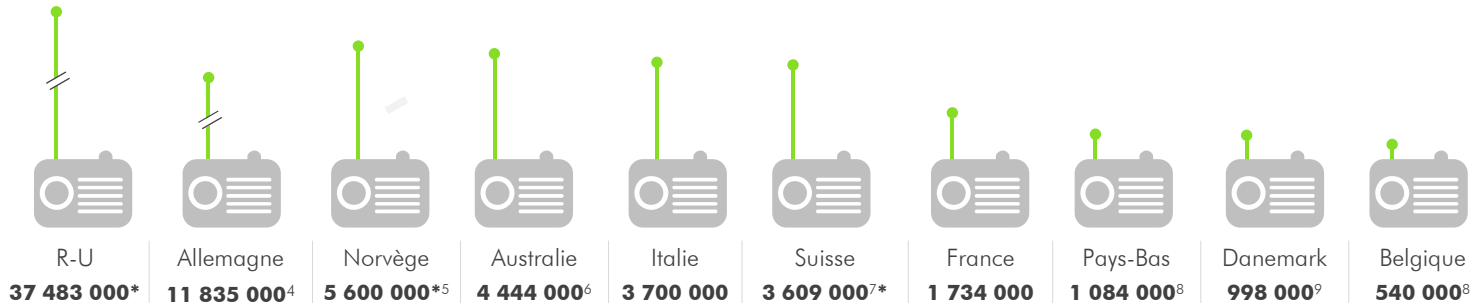 R-U Allemagne Norvège Australie Italie Suisse France Pays-Bas Danemark Belgique
37 483 000* 11 835 000⁴ 5 600 000*⁵ 4 444 000⁶ 3 700 000 3 609 000⁷* 1 734 000 1 084 000⁸ 998 000⁹ 540 000⁸